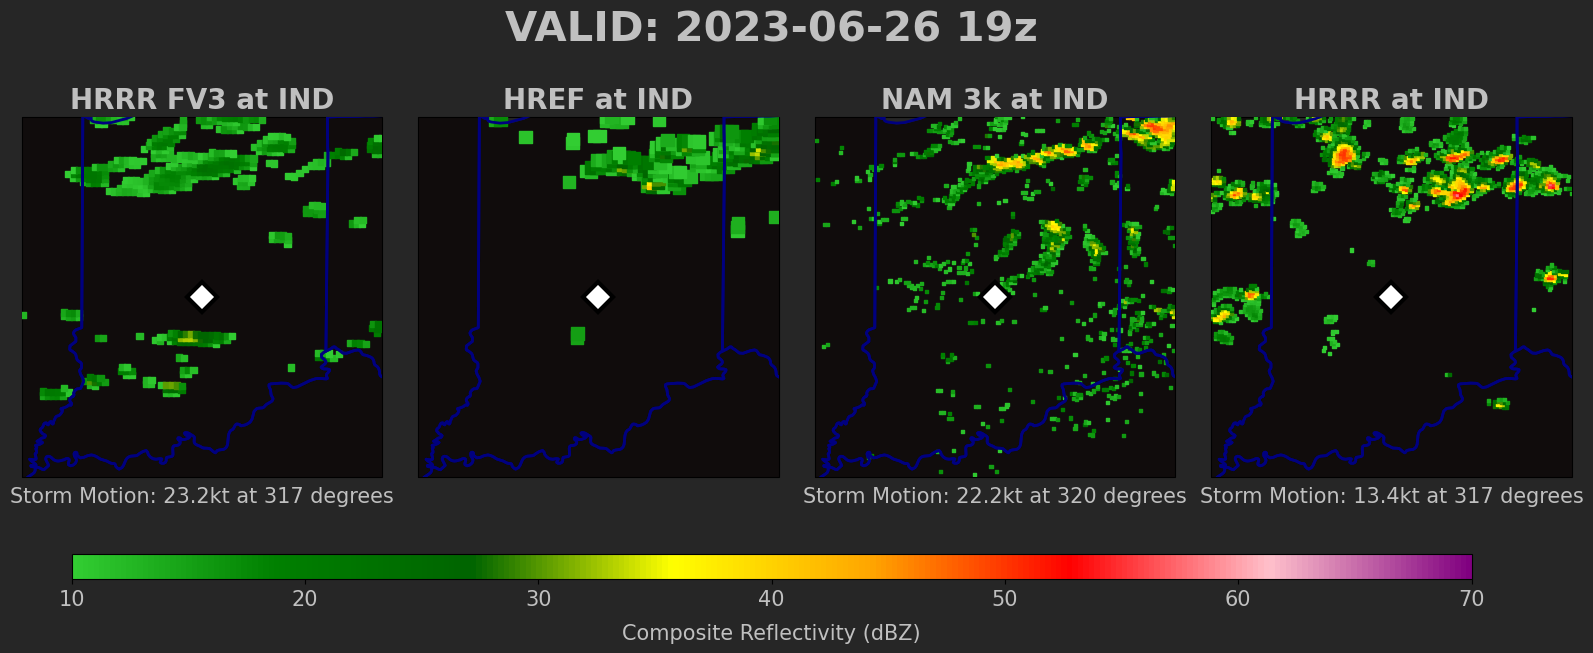 VALID: 2023-06-26 19z
HRRR FV3 at IND
HREF at IND
NAM 3k at IND
HRRR at IND
Storm Motion: 23.2kt at 317 degrees
Storm Motion: 22.2kt at 320 degrees
Storm Motion: 13.4kt at 317 degrees
10 20 30 40 50 60 70
Composite Reflectivity (dBZ)